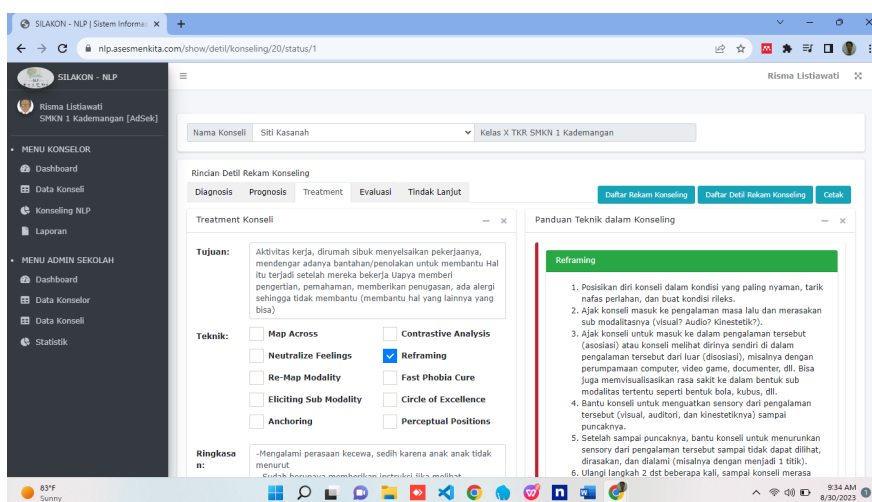 SILAKON - NLP | Sistem Informa
nlp.asesmenkita.com/show/detil/konseling/20/status/1
SILAKON - NLP
Risma Listiawati
Risma Listiawati
SMKN 1 Kademangan [AdSek]
MENU KONSELOR
Dashboard
Data Konseli
Konseling NLP
Laporan
MENU ADMIN SEKOLAH
Dashboard
Data Konselor
Data Konseli
Statistik
Nama Konseli Siti Kasanah Kelas X TKR SMKN 1 Kademangan
Rincian Detil Rekam Konseling
Diagnosis Prognosis Treatment Evaluasi Tindak Lanjut
Daftar Rekam Konseling Daftar Detil Rekam Konseling Cetak
Treatment Konseli
Tujuan:
Aktivitas kerja, dirumah sibuk menyelsaikan pekerjaanya,
mendengar adanya bantahan/penolakan untuk membantu Hal
itu terjadi setelah mereka bekerja Uapya memberi
pengertian, pemahaman, memberikan penugasan, ada alergi
sehingga tidak membantu (membantu hal yang lainnya yang
bisa)
Teknik:
Map Across Contrastive Analysis
Neutralize Feelings Reframing
Re-Map Modality Fast Phobia Cure
Eliciting Sub Modality Circle of Excellence
Anchoring Perceptual Positions
Ringkasa
n:
-Mengalami perasaan kecewa, sedih karena anak anak tidak
menurut
- Sudah berupaya memberikan instruksi jika melihat
Panduan Teknik dalam Konseling
Reframing
1. Posisikan diri konseli dalam kondisi yang paling nyaman, tarik
nafas perlahan, dan buat kondisi rileks.
2. Ajak konseli masuk ke pengalaman masa lalu dan merasakan
sub modalitasnya (visual? Audio? Kinestetik?).
3. Ajak konseli untuk masuk ke dalam pengalaman tersebut
(asosiasi) atau konseli melihat dirinya sendiri di dalam
pengalaman tersebut dari luar (disosiasi), misalnya dengan
perumpamaan computer, video game, documenter, dll. Bisa
juga memvisualisasikan rasa sakit ke dalam bentuk sub
modalitas tertentu seperti bentuk bola, kubus, dll.
4. Bantu konseli untuk menguatkan sensory dari pengalaman
tersebut (visual, auditori, dan kinestetiknya) sampai
puncaknya.
5. Setelah sampai puncaknya, bantu konseli untuk menurunkan
sensory dari pengalaman tersebut sampai tidak dapat dilihat,
dirasakan, dan dialami (misalnya dengan menjadi 1 titik).
6. Ulangi langkah 2 dst beberapa kali, sampai konseli merasa
83°F
Sunny
9:34 AM
8/30/2023